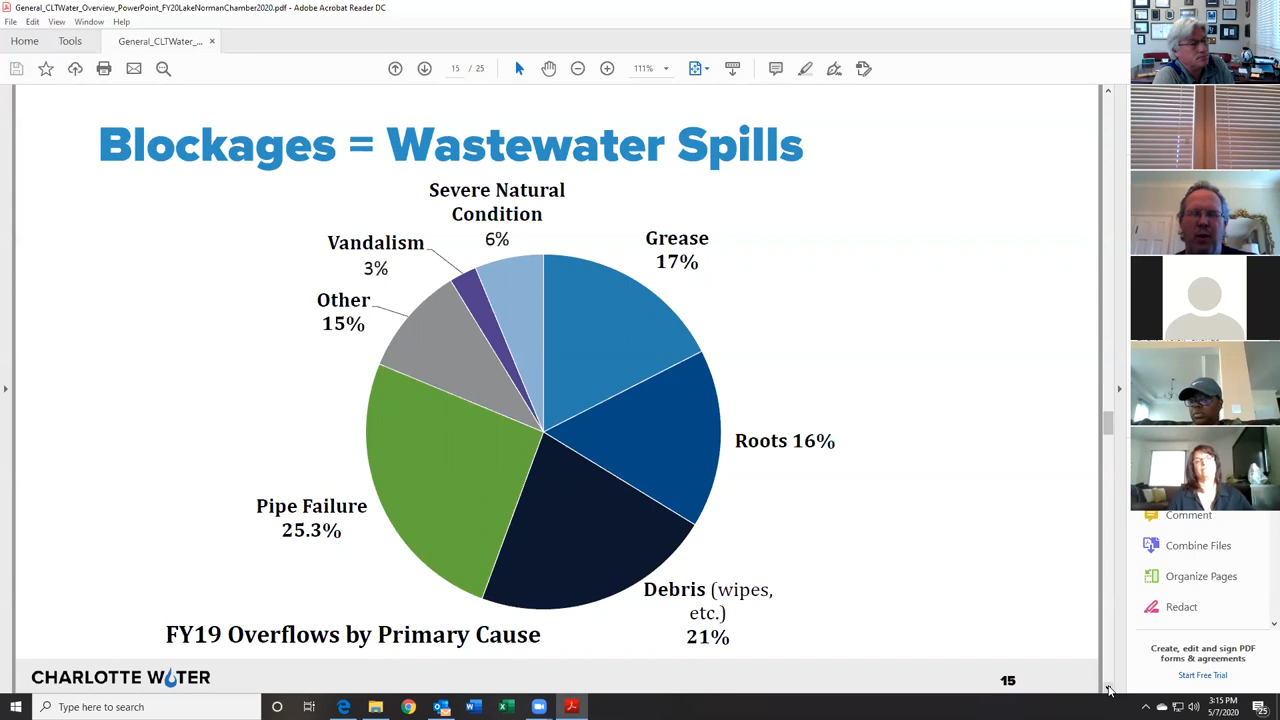 General_CLTWater_Overview_PowerPoint_FY20LakeNormanChamber2020.pdf - Adobe Acrobat Reader DC
File Edit View Window Help
Home Tools General_CLTWater_... ×
15 / 25 111%
Blockages = Wastewater Spills
Severe Natural
Condition
6%
Vandalism
3%
Grease
17%
Other
15%
Roots 16%
Pipe Failure
25.3%
Debris (wipes,
etc.)
21%
FY19 Overflows by Primary Cause
CHARLOTTE WATER
15
Comment
Combine Files
Organize Pages
Redact
Create, edit and sign PDF
forms & agreements
Start Free Trial
Type here to search
3:15 PM
5/7/2020
25